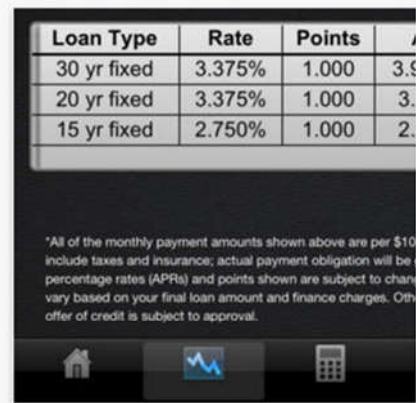 Loan Type Rate Points
30 yr fixed 3.375% 1.000
20 yr fixed 3.375% 1.000 3.
15 yr fixed 2.750% 1.000 2.
*All of the monthly payment amounts shown above are per $10
include taxes and insurance; actual payment obligation will be
percentage rates (APRs) and points shown are subject to
vary based on your final loan amount and finance charges.
offer of credit is subject to approval.